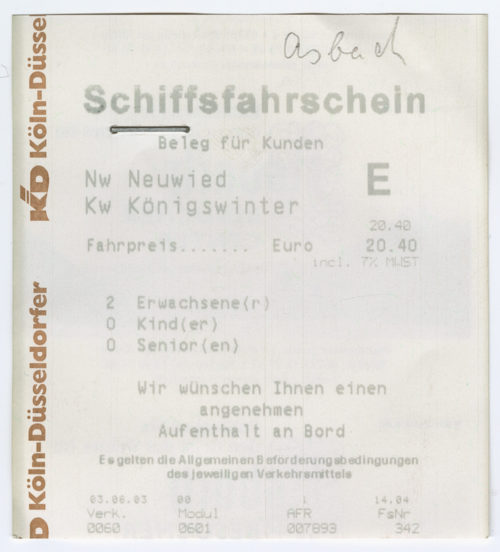 Asbach
Schiffsfahrschein
Beleg für Kunden
Nw Neuwied E
Kw Königswinter
20.40
Fahrpreis....... Euro 20.40
incl. 7% MWST
2 Erwachsene(r)
0 Kind(er)
0 Senior(en)
Wir wünschen Ihnen einen
angenehmen
Aufenthalt an Bord
Es gelten die Allgemeinen Beförderungsbedingungen
des jeweiligen Verkehrsmittels
03.06.03 00 1 14.04
Verk. Modul AFR FsNr
0060 0601 007893 342
D Köln-Düsseldorfer
KD Köln-Düsse